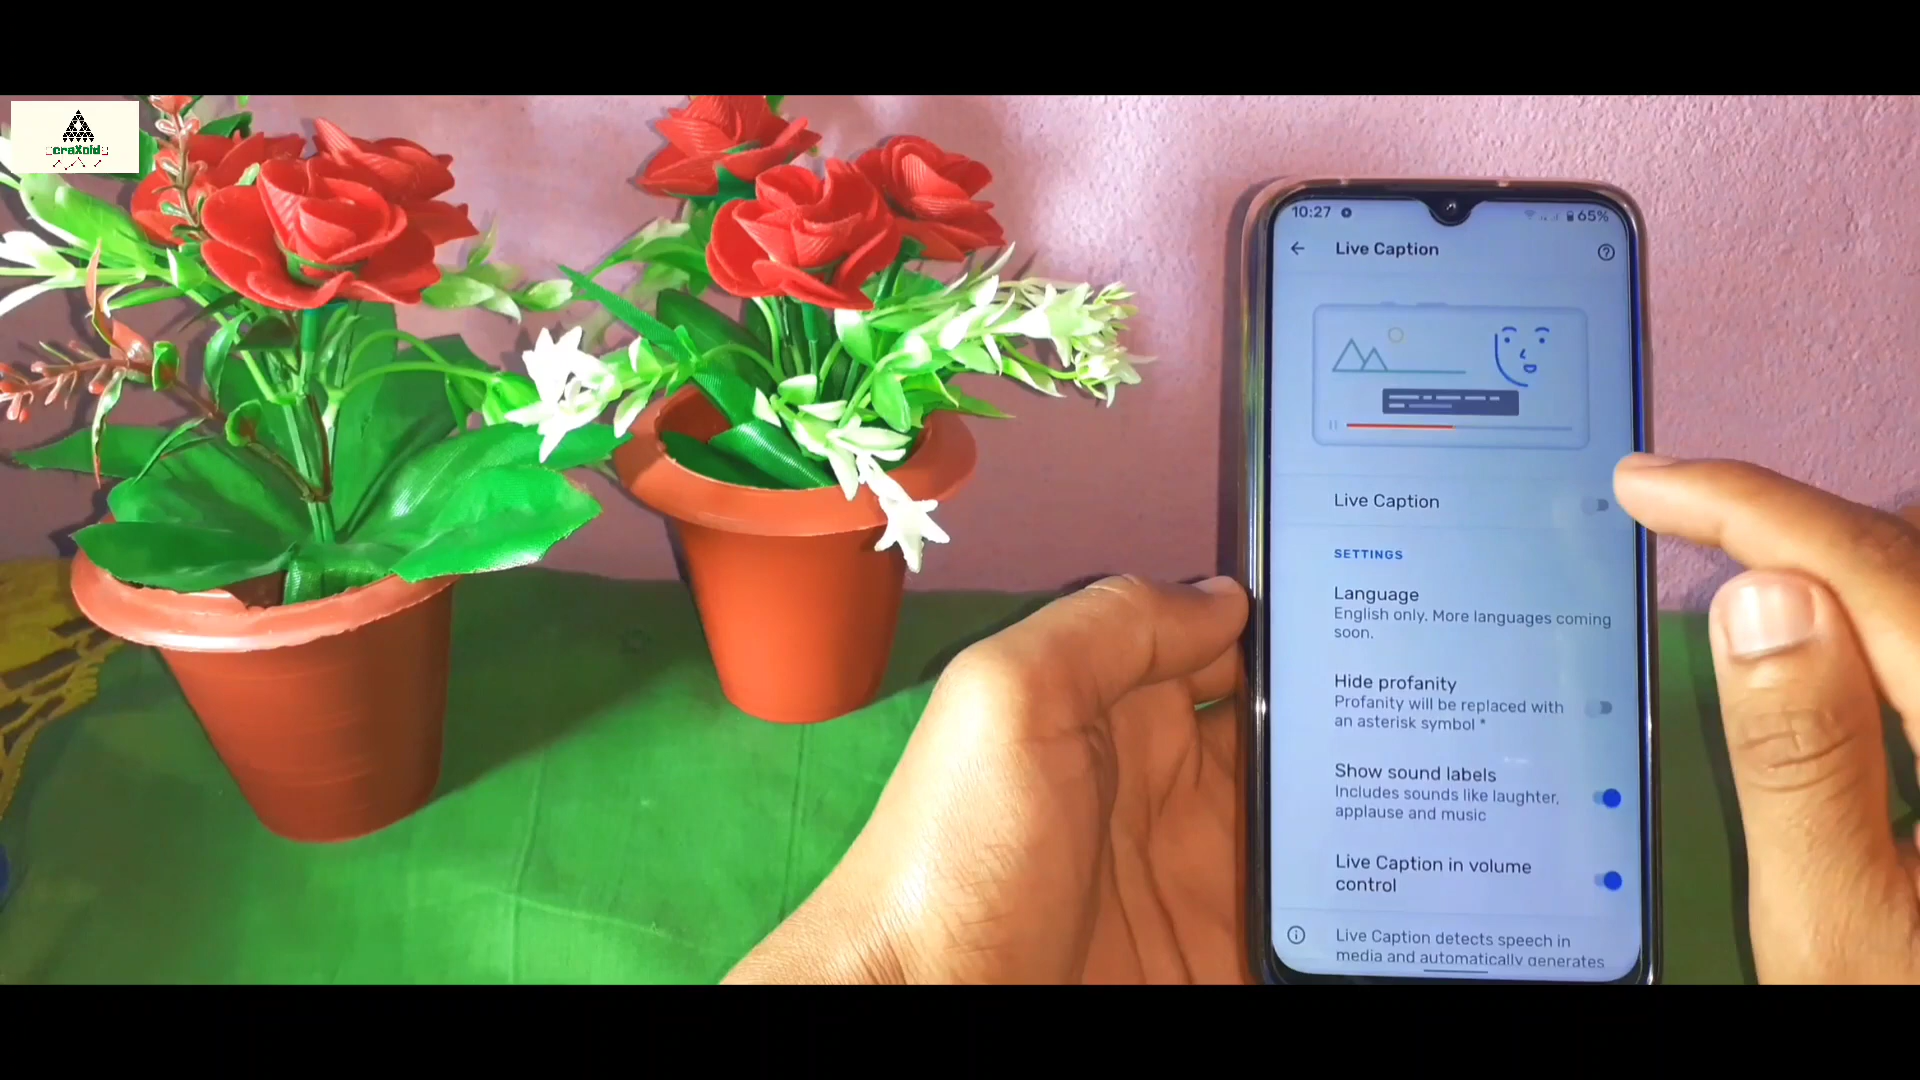 craXoid
10:27
65%
Live Caption
Live Caption
SETTINGS
Language
English only. More languages coming
soon.
Hide profanity
Profanity will be replaced with
an asterisk symbol *
Show sound labels
Includes sounds like laughter,
applause and music
Live Caption in volume
control
Live Caption detects speech in
media and automatically generates